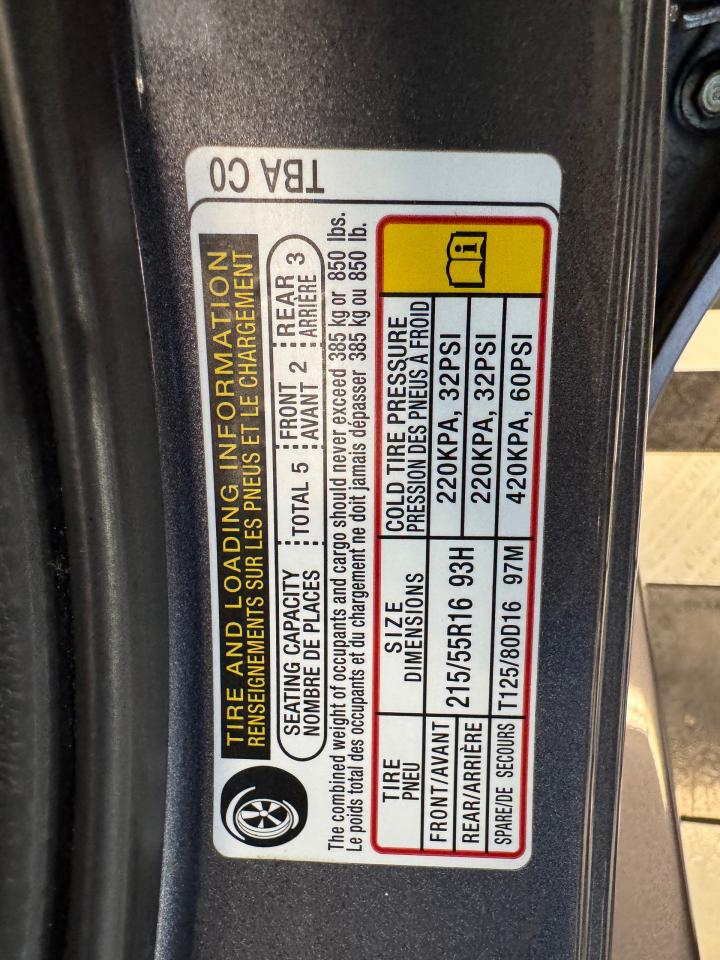 TIRE AND LOADING INFORMATION
RENSEIGNEMENTS SUR LES PNEUS ET LE CHARGEMENT
SEATING CAPACITY
NOMBRE DE PLACES
TOTAL 5
FRONT
AVANT 2
REAR
ARRIÈRE 3
The combined weight of occupants and cargo should never exceed 385 kg or 850 lbs.
Le poids total des occupants et du chargement ne doit jamais dépasser 385 kg ou 850 lb.
TIRE
PNEU
SIZE
DIMENSIONS
COLD TIRE PRESSURE
PRESSION DES PNEUS À FROID
FRONT/AVANT
215/55R16 93H
220KPA, 32PSI
REAR/ARRIÈRE
220KPA, 32PSI
SPARE/DE SECOURS
T125/80D16 97M
420KPA, 60PSI
TBA C0